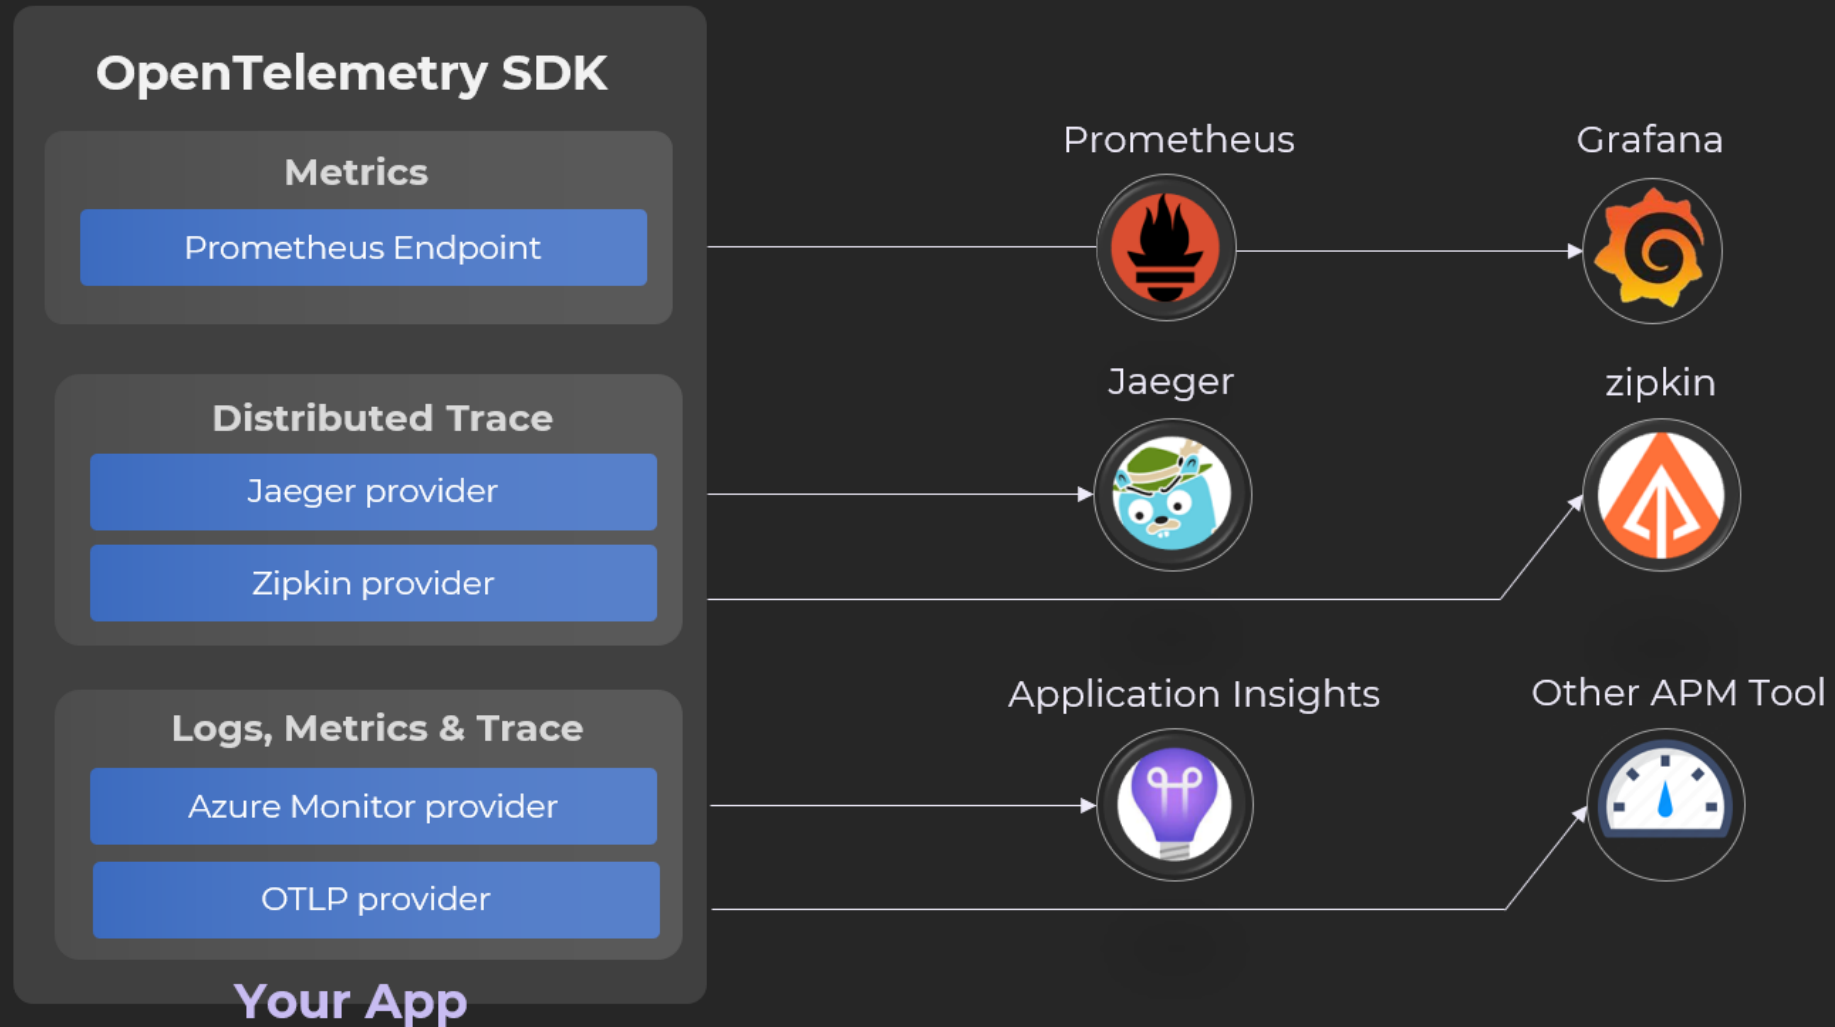 OpenTelemetry SDK
Metrics
Prometheus Endpoint
Distributed Trace
Jaeger provider
Zipkin provider
Logs, Metrics & Trace
Azure Monitor provider
OTLP provider
Your App
Prometheus
Grafana
Jaeger
zipkin
Application Insights
Other APM Tool